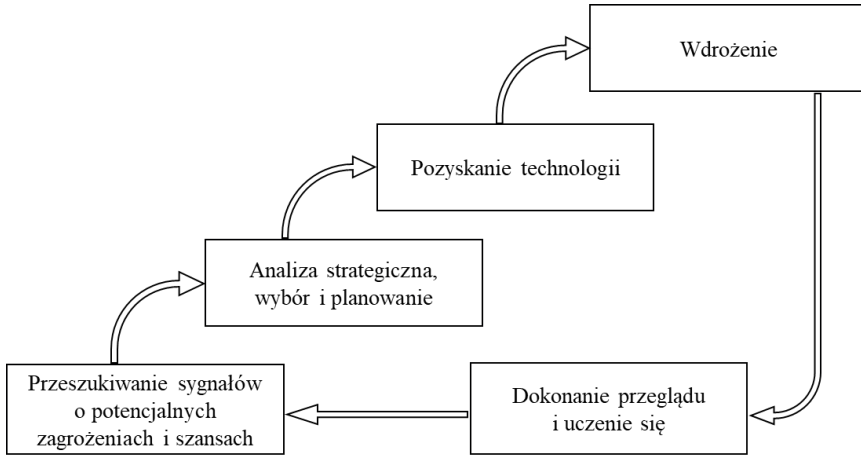 Wdrożenie
Pozyskanie technologii
Analiza strategiczna,
wybór i planowanie
Przeszukiwanie sygnałów
o potencjalnych
zagrożeniach i szansach
Dokonanie przeglądu
i uczenie się